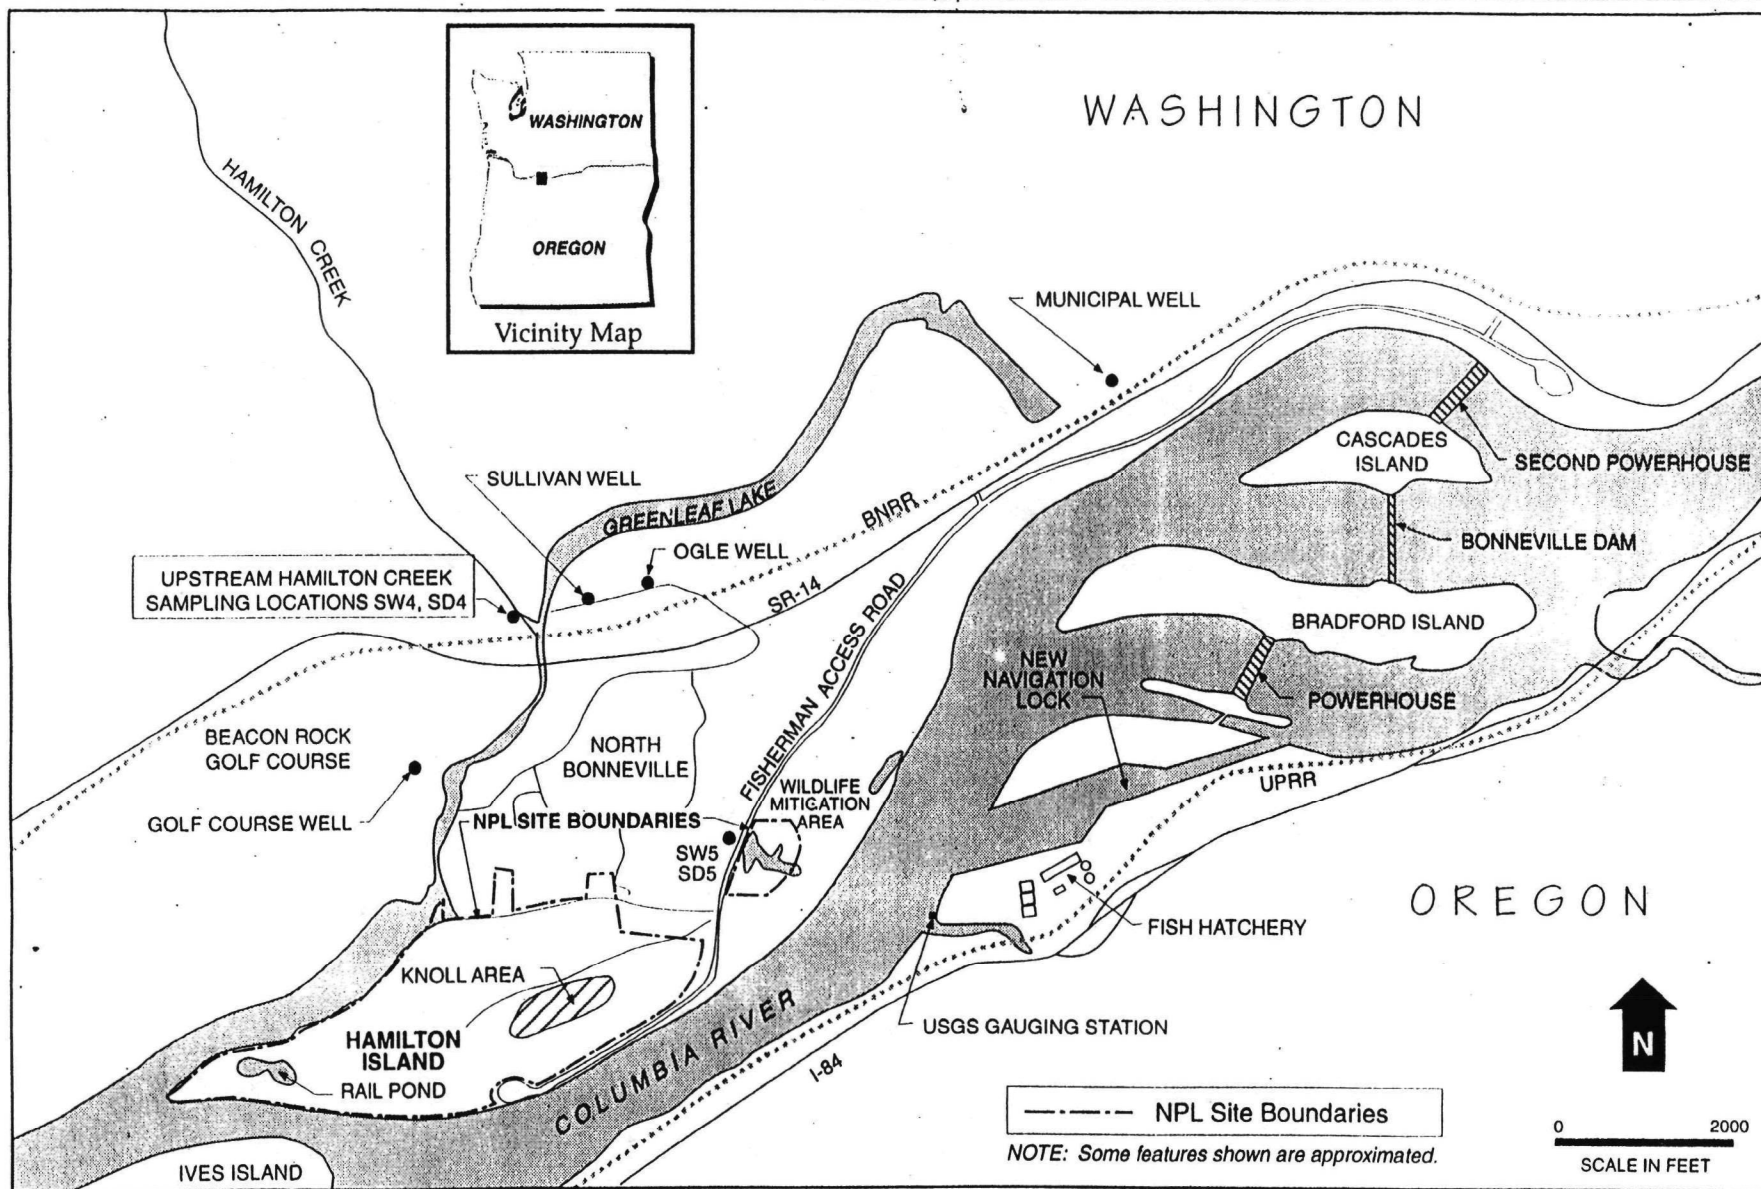 WASHINGTON
WASHINGTON
OREGON
Vicinity Map
HAMILTON CREEK
MUNICIPAL WELL
CASCADES
ISLAND
SECOND POWERHOUSE
SULLIVAN WELL
GREENLEAF LAKE
BNRR
OGLE WELL
SR-14
BONNEVILLE DAM
UPSTREAM HAMILTON CREEK
SAMPLING LOCATIONS SW4, SD4
FISHERMAN ACCESS ROAD
BRADFORD ISLAND
NEW
NAVIGATION
LOCK
POWERHOUSE
BEACON ROCK
GOLF COURSE
NORTH
BONNEVILLE
WILDLIFE
MITIGATION
AREA
UPRR
GOLF COURSE WELL
NPL SITE BOUNDARIES
SW5
SD5
OREGON
FISH HATCHERY
KNOLL AREA
USGS GAUGING STATION
HAMILTON
ISLAND
RAIL POND
COLUMBIA RIVER
I-84
N
NPL Site Boundaries
NOTE: Some features shown are approximated.
0 2000
SCALE IN FEET
IVES ISLAND